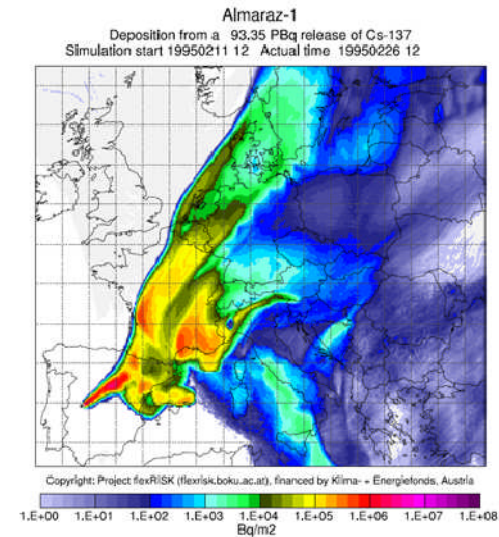 Almaraz-1
Deposition from a 93.35 PBq release of Cs-137
Simulation start 19950211 12 Actual time 19950226 12
Copyright: Project flexRISK (flexrisk.boku.ac.at), financed by Klima- + Energiefonds, Austria
1.E+00 1.E+01 1.E+02 1.E+03 1.E+04 1.E+05 1.E+06 1.E+07 1.E+08
Bq/m2